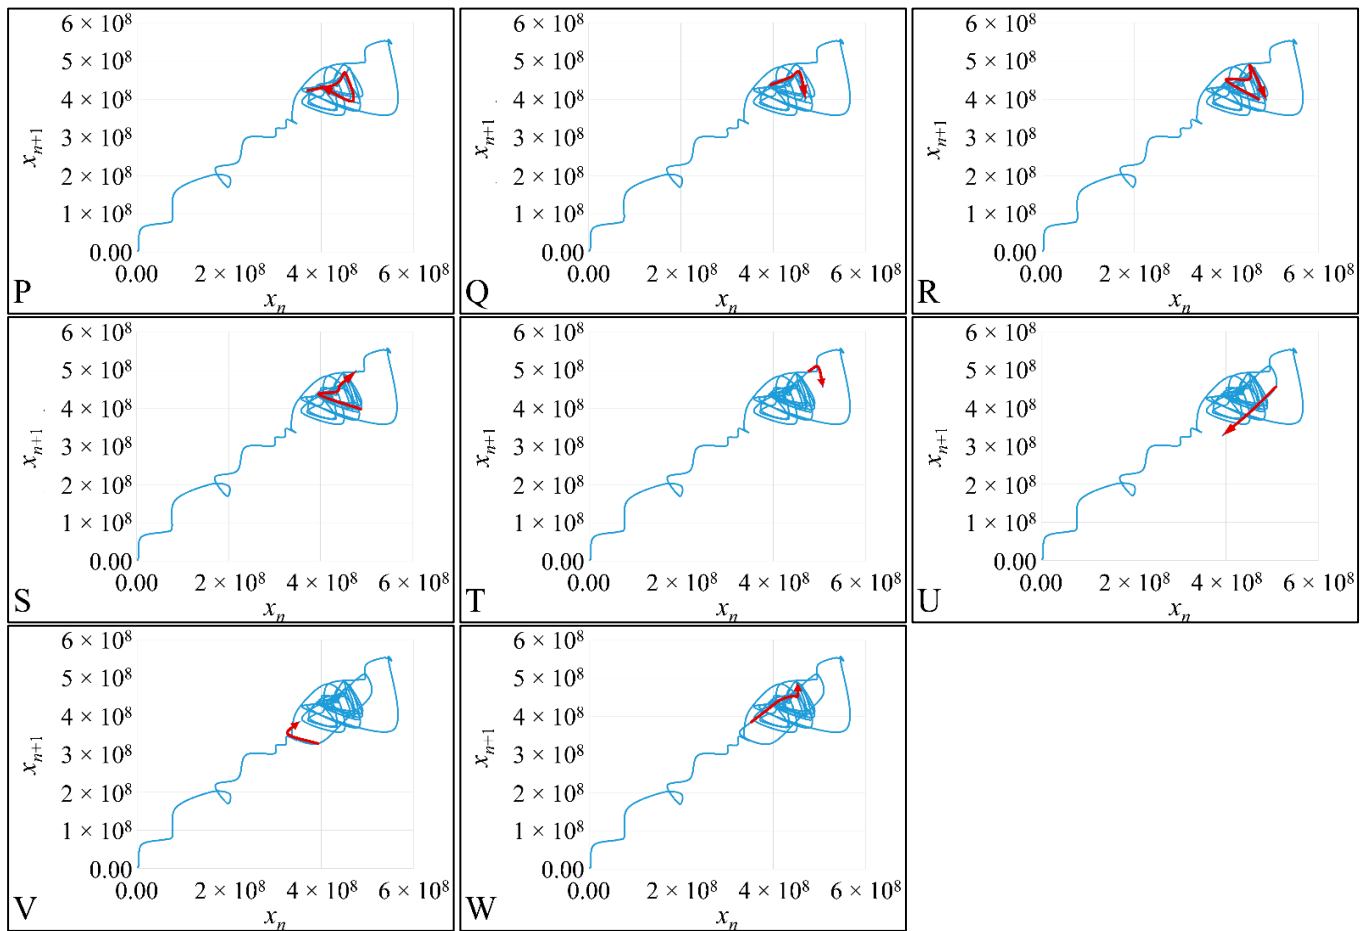 6 × 10⁸
5 × 10⁸
4 × 10⁸
3 × 10⁸
2 × 10⁸
1 × 10⁸
0.00
xₙ₊₁
0.00 2 × 10⁸ 4 × 10⁸ 6 × 10⁸
xₙ
P
6 × 10⁸
5 × 10⁸
4 × 10⁸
3 × 10⁸
2 × 10⁸
1 × 10⁸
0.00
xₙ₊₁
0.00 2 × 10⁸ 4 × 10⁸ 6 × 10⁸
xₙ
Q
6 × 10⁸
5 × 10⁸
4 × 10⁸
3 × 10⁸
2 × 10⁸
1 × 10⁸
0.00
xₙ₊₁
0.00 2 × 10⁸ 4 × 10⁸ 6 × 10⁸
xₙ
R
6 × 10⁸
5 × 10⁸
4 × 10⁸
3 × 10⁸
2 × 10⁸
1 × 10⁸
0.00
xₙ₊₁
0.00 2 × 10⁸ 4 × 10⁸ 6 × 10⁸
xₙ
S
6 × 10⁸
5 × 10⁸
4 × 10⁸
3 × 10⁸
2 × 10⁸
1 × 10⁸
0.00
xₙ₊₁
0.00 2 × 10⁸ 4 × 10⁸ 6 × 10⁸
xₙ
T
6 × 10⁸
5 × 10⁸
4 × 10⁸
3 × 10⁸
2 × 10⁸
1 × 10⁸
0.00
xₙ₊₁
0.00 2 × 10⁸ 4 × 10⁸ 6 × 10⁸
xₙ
U
6 × 10⁸
5 × 10⁸
4 × 10⁸
3 × 10⁸
2 × 10⁸
1 × 10⁸
0.00
xₙ₊₁
0.00 2 × 10⁸ 4 × 10⁸ 6 × 10⁸
xₙ
V
6 × 10⁸
5 × 10⁸
4 × 10⁸
3 × 10⁸
2 × 10⁸
1 × 10⁸
0.00
xₙ₊₁
0.00 2 × 10⁸ 4 × 10⁸ 6 × 10⁸
xₙ
W